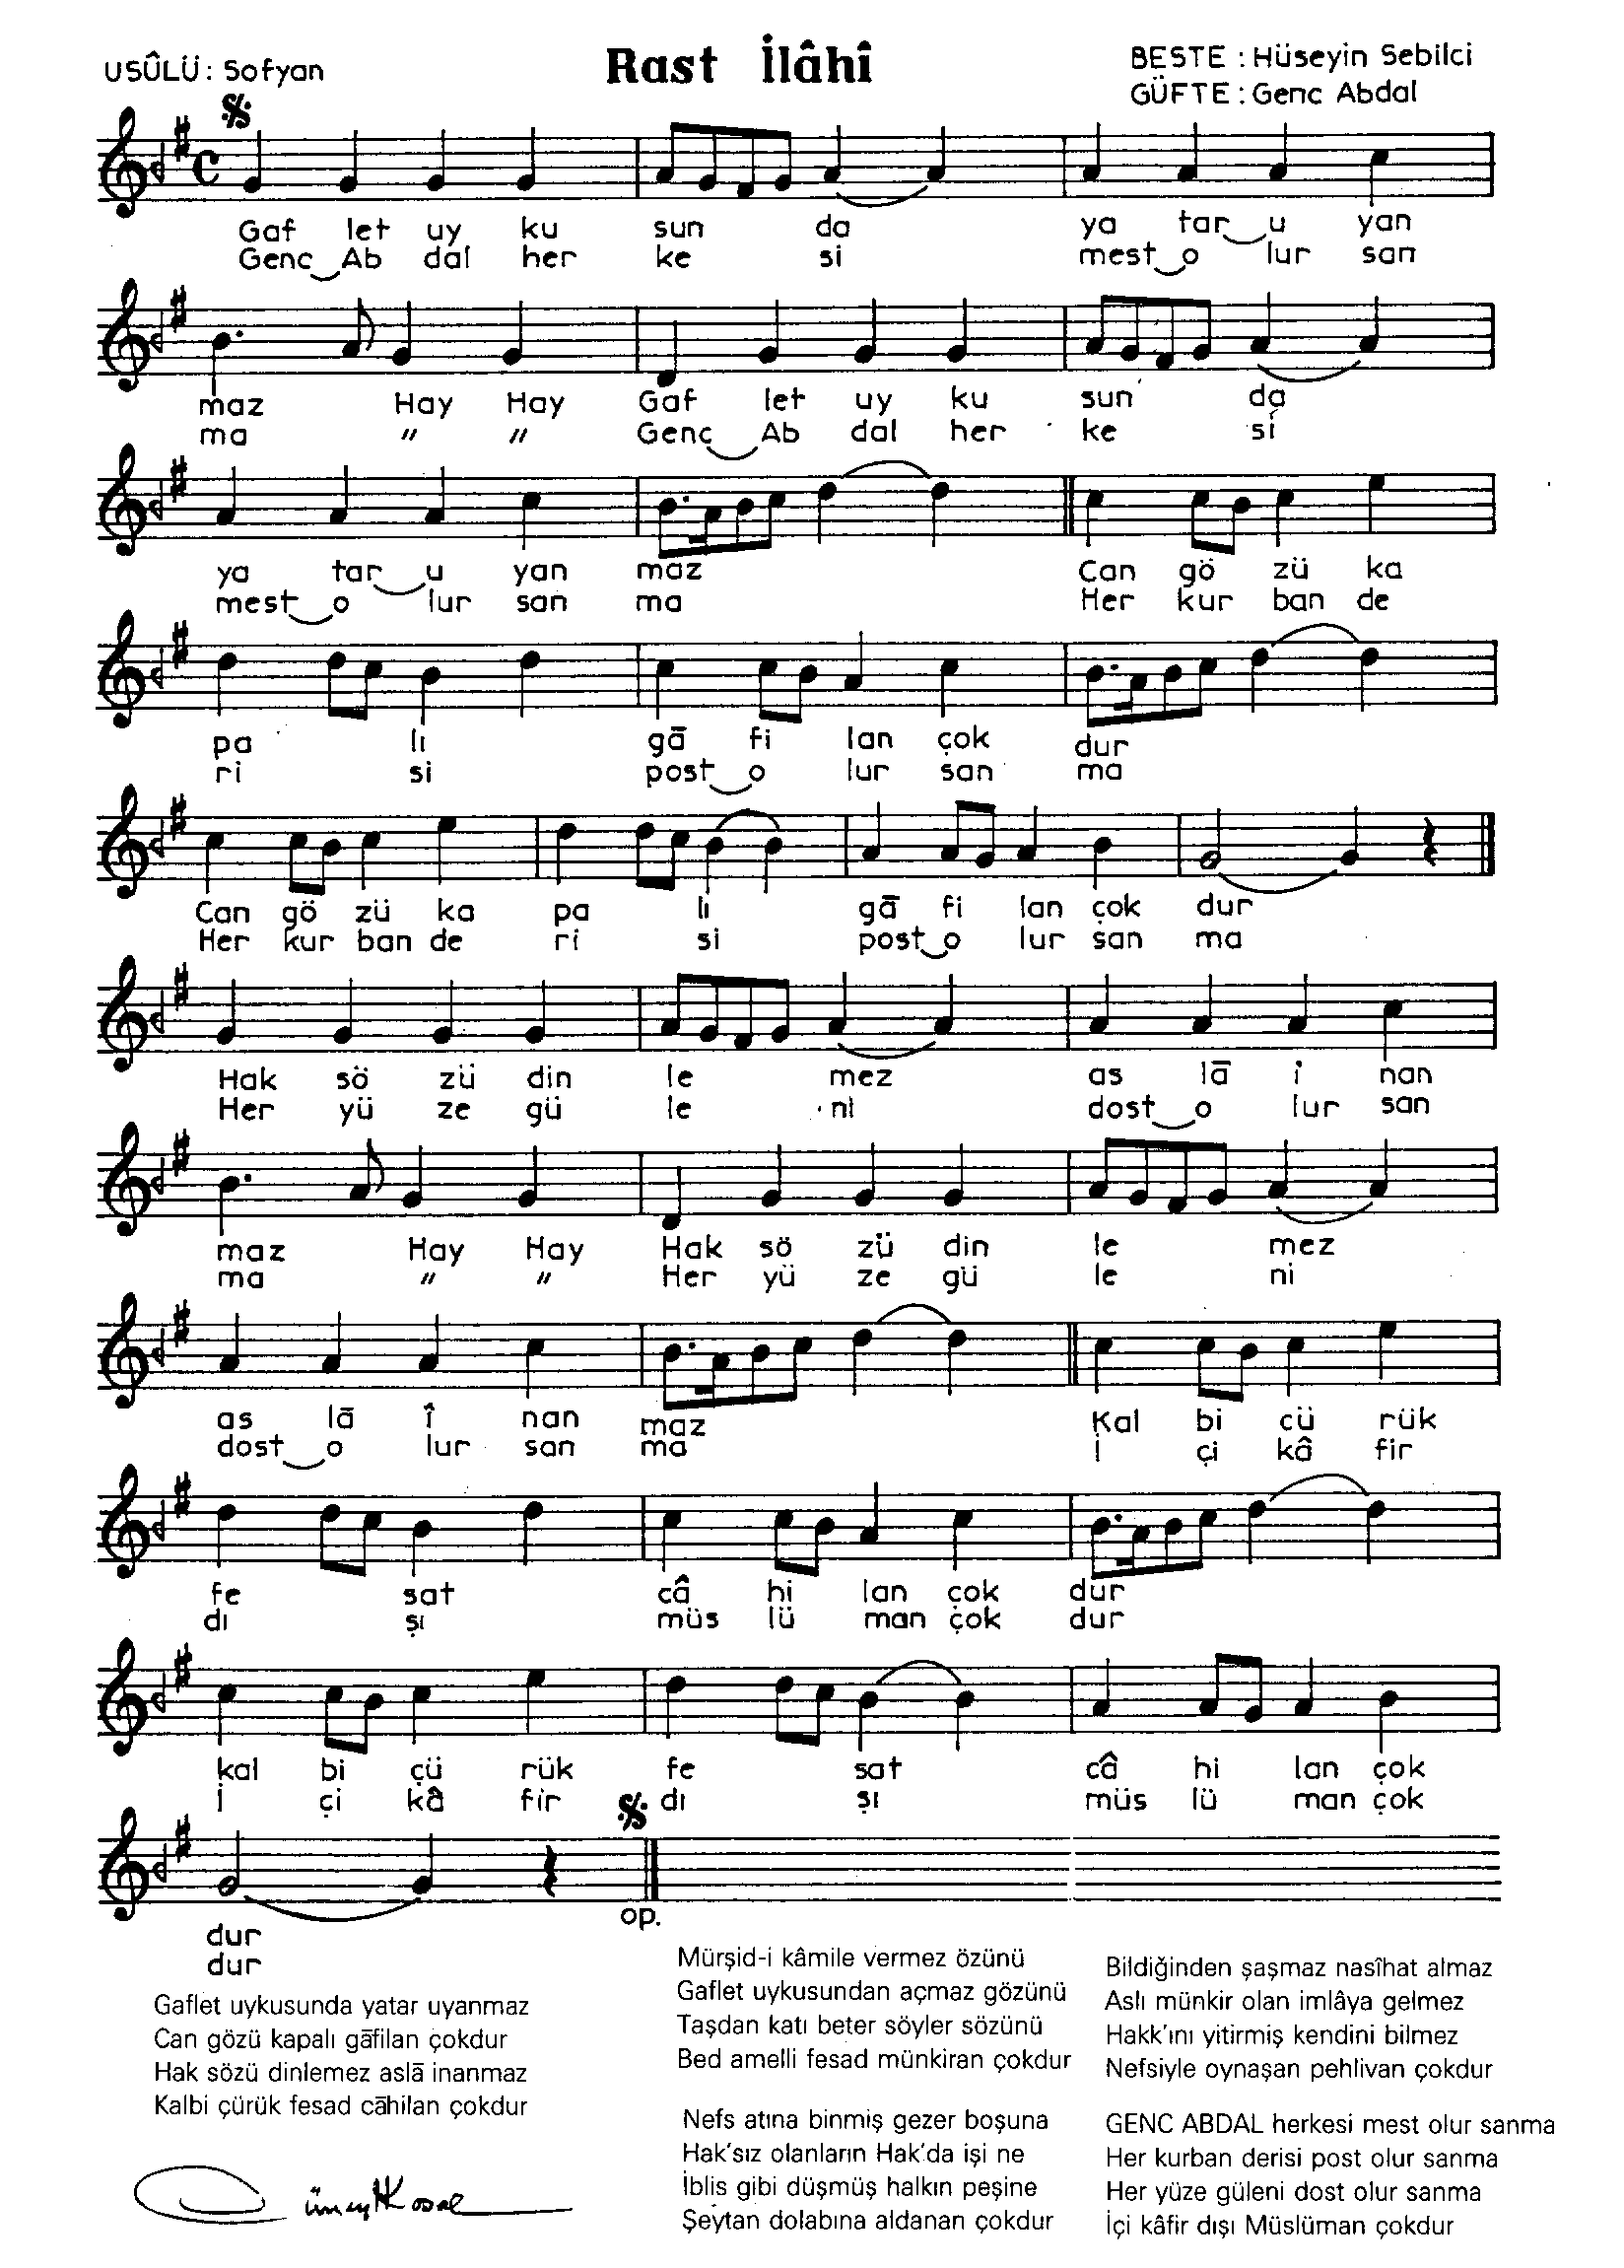 Rast İlâhî
USÛLÜ: Sofyan
BESTE : Hüseyin Sebilci
GÜFTE : Genc Abdal
Gaf let uy ku sun da ya tar u yan
Genc Ab dal her ke si mest o lur san
maz Hay Hay Gaf let uy ku sun da
ma " " Genc Ab dal her ke si
ya tar u yan maz Can gö zü ka
mest o lur san ma Her kur ban de
pa lı gā fi lan çok dur
ri si post o lur san ma
Can gö zü ka pa lı gā fi lan çok dur
Her kur ban de ri si post o lur san ma
Hak sö zü din le mez as lā i nan
Her yü ze gü le ni dost o lur san
maz Hay Hay Hak sö zü din le mez
ma " " Her yü ze gü le ni
as lā î nan maz Kal bi çü rük
dost o lur san ma İ çi kâ fir
fe sat câ hi lan çok dur
dı şı müs lü man çok dur
kal bi çü rük fe sat câ hi lan çok
İ çi kâ fir dı şı müs lü man çok
op.
dur
dur
Gaflet uykusunda yatar uyanmaz
Can gözü kapalı gāfilan çokdur
Hak sözü dinlemez aslā inanmaz
Kalbi çürük fesad cāhilan çokdur
Mürşid-i kâmile vermez özünü
Gaflet uykusundan açmaz gözünü
Taşdan katı beter söyler sözünü
Bed amelli fesad münkiran çokdur
Nefs atına binmiş gezer boşuna
Hak'sız olanların Hak'da işi ne
İblis gibi düşmüş halkın peşine
Şeytan dolabına aldanan çokdur
Bildiğinden şaşmaz nasîhat almaz
Aslı münkir olan imlâya gelmez
Hakk'ını yitirmiş kendini bilmez
Nefsiyle oynaşan pehlivan çokdur
GENC ABDAL herkesi mest olur sanma
Her kurban derisi post olur sanma
Her yüze güleni dost olur sanma
İçi kâfir dışı Müslüman çokdur